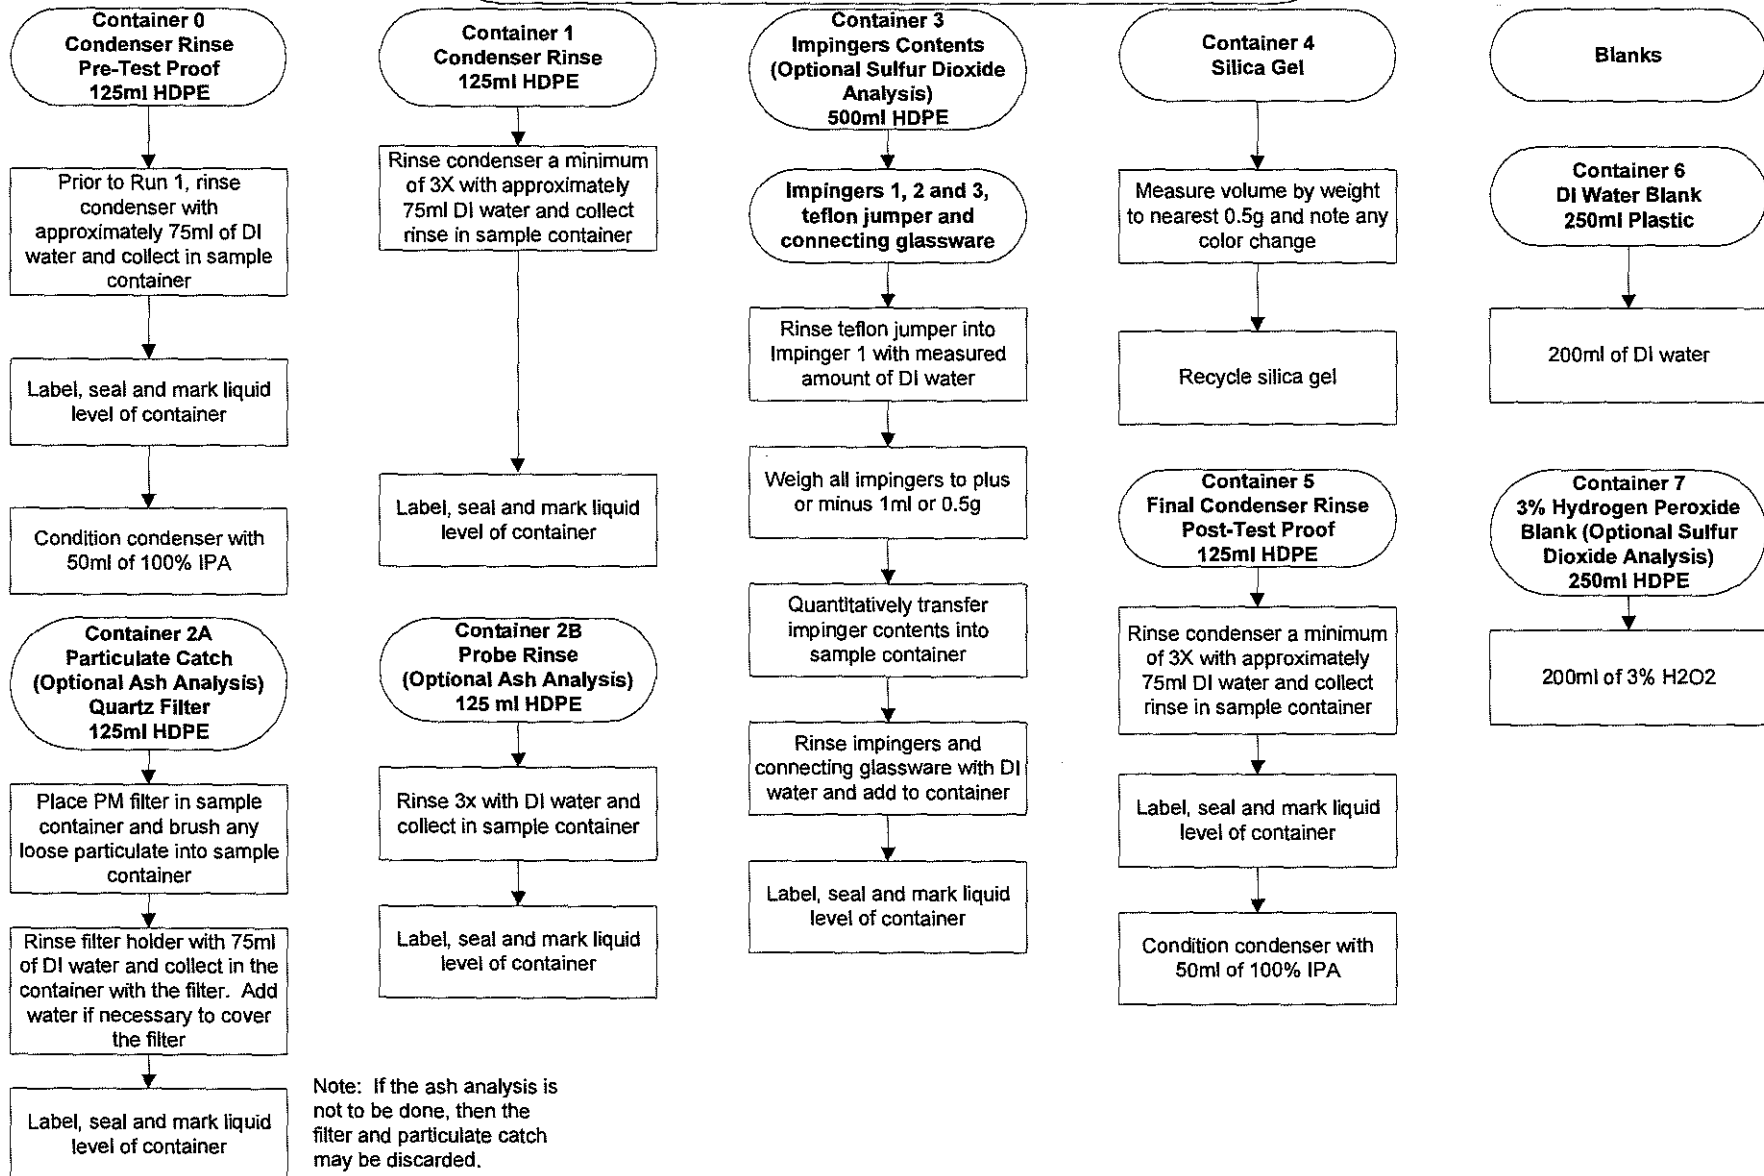 Container 0
Condenser Rinse
Pre-Test Proof
125ml HDPE
Prior to Run 1, rinse
condenser with
approximately 75ml of DI
water and collect in sample
container
Label, seal and mark liquid
level of container
Condition condenser with
50ml of 100% IPA
Container 2A
Particulate Catch
(Optional Ash Analysis)
Quartz Filter
125ml HDPE
Place PM filter in sample
container and brush any
loose particulate into sample
container
Rinse filter holder with 75ml
of DI water and collect in the
container with the filter. Add
water if necessary to cover
the filter
Label, seal and mark liquid
level of container
Container 1
Condenser Rinse
125ml HDPE
Rinse condenser a minimum
of 3X with approximately
75ml DI water and collect
rinse in sample container
Label, seal and mark liquid
level of container
Container 2B
Probe Rinse
(Optional Ash Analysis)
125 ml HDPE
Rinse 3x with DI water and
collect in sample container
Label, seal and mark liquid
level of container
Note: If the ash analysis is
not to be done, then the
filter and particulate catch
may be discarded.
Container 3
Impingers Contents
(Optional Sulfur Dioxide
Analysis)
500ml HDPE
Impingers 1, 2 and 3,
teflon jumper and
connecting glassware
Rinse teflon jumper into
Impinger 1 with measured
amount of DI water
Weigh all impingers to plus
or minus 1ml or 0.5g
Quantitatively transfer
impinger contents into
sample container
Rinse impingers and
connecting glassware with DI
water and add to container
Label, seal and mark liquid
level of container
Container 4
Silica Gel
Measure volume by weight
to nearest 0.5g and note any
color change
Recycle silica gel
Container 5
Final Condenser Rinse
Post-Test Proof
125ml HDPE
Rinse condenser a minimum
of 3X with approximately
75ml DI water and collect
rinse in sample container
Label, seal and mark liquid
level of container
Condition condenser with
50ml of 100% IPA
Blanks
Container 6
DI Water Blank
250ml Plastic
200ml of DI water
Container 7
3% Hydrogen Peroxide
Blank (Optional Sulfur
Dioxide Analysis)
250ml HDPE
200ml of 3% H2O2